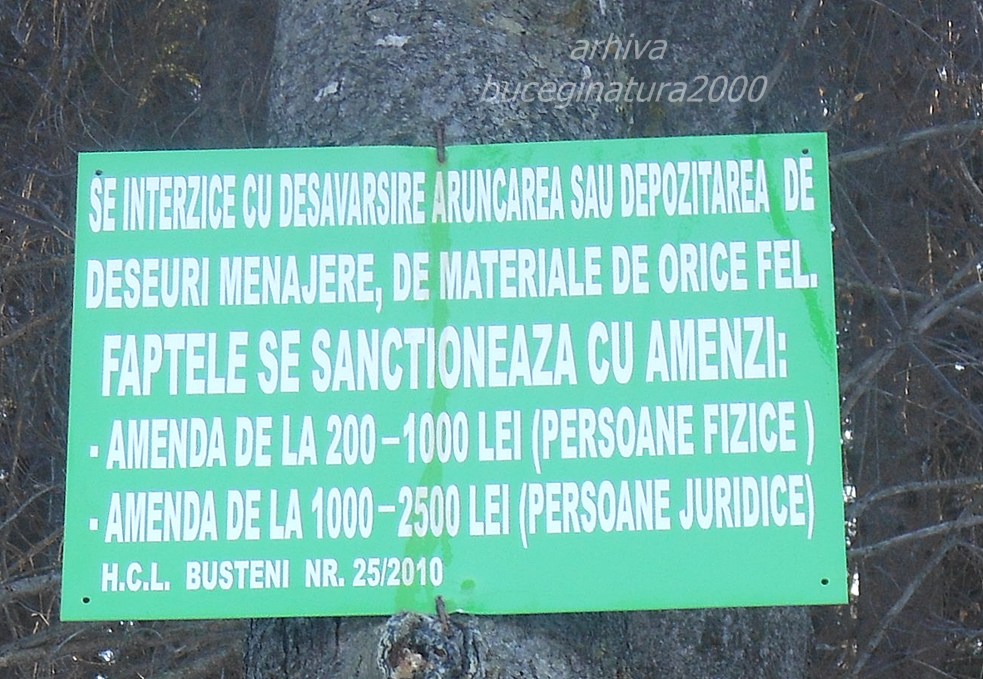 arhiva
buceginatura2000
SE INTERZICE CU DESAVARSIRE ARUNCAREA SAU DEPOZITAREA DE
DESEURI MENAJERE, DE MATERIALE DE ORICE FEL.
FAPTELE SE SANCTIONEAZA CU AMENZI:
- AMENDA DE LA 200 –1000 LEI (PERSOANE FIZICE )
- AMENDA DE LA 1000–2500 LEI (PERSOANE JURIDICE)
H.C.L. BUSTENI NR. 25/2010